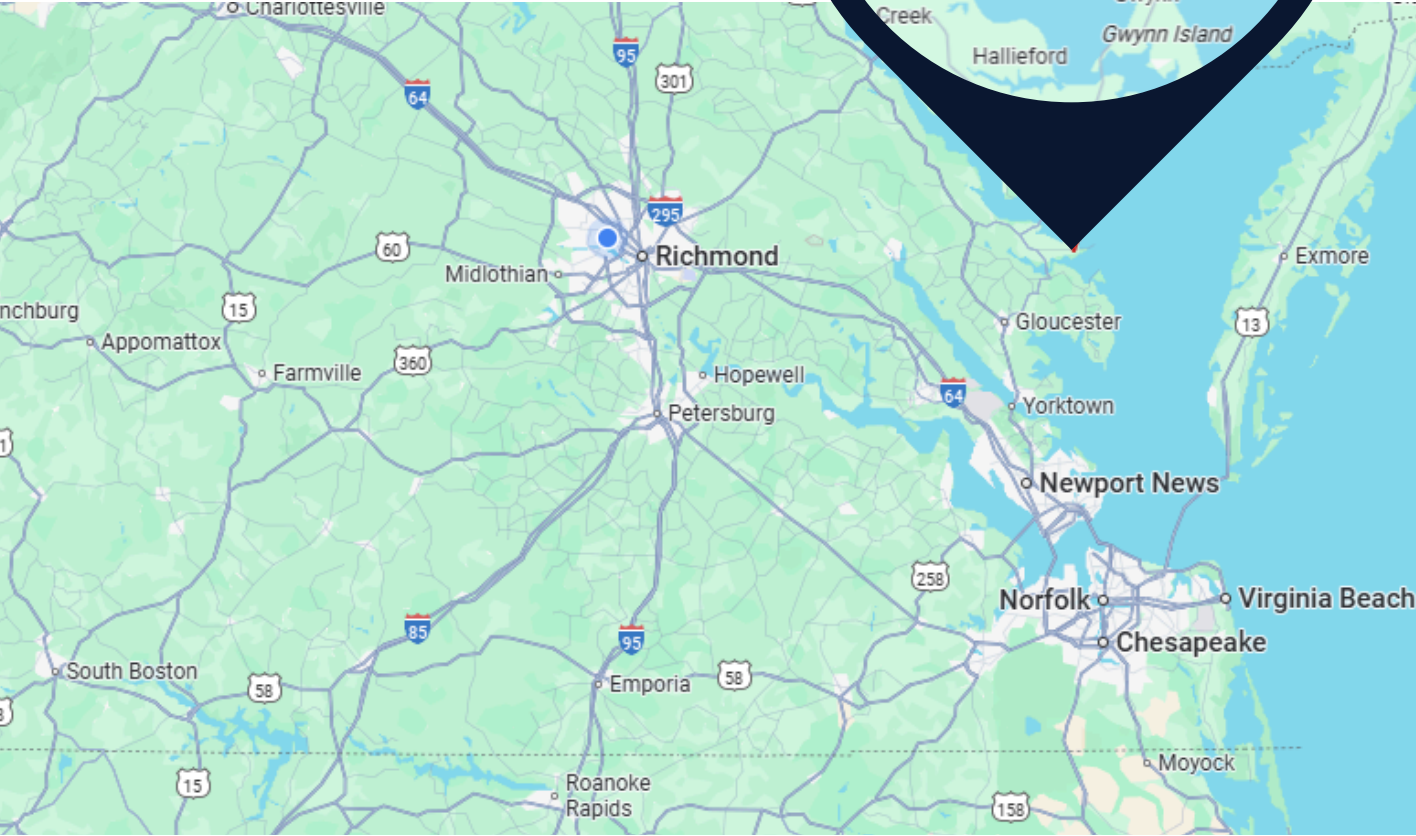 Charlottesville
Creek
Gwynn Island
Hallieford
95
301
64
295
60
Richmond
Midlothian
Exmore
15
nchburg
Appomattox
Gloucester
13
360
Farmville
Hopewell
64
Yorktown
Petersburg
1
Newport News
258
Norfolk
Virginia Beach
85
95
Chesapeake
South Boston
58
58
Emporia
Moyock
15
Roanoke
Rapids
158